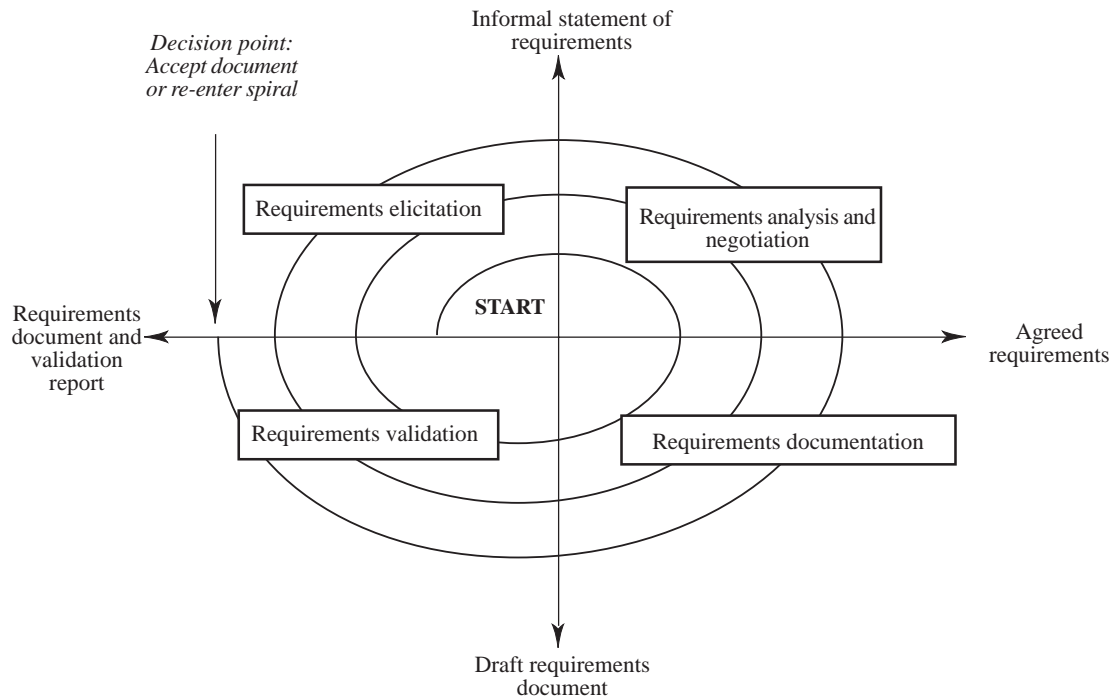 Informal statement of
requirements
Decision point:
Accept document
or re-enter spiral
Requirements elicitation
Requirements analysis and
negotiation
START
Requirements
document and
validation
report
Agreed
requirements
Requirements validation
Requirements documentation
Draft requirements
document